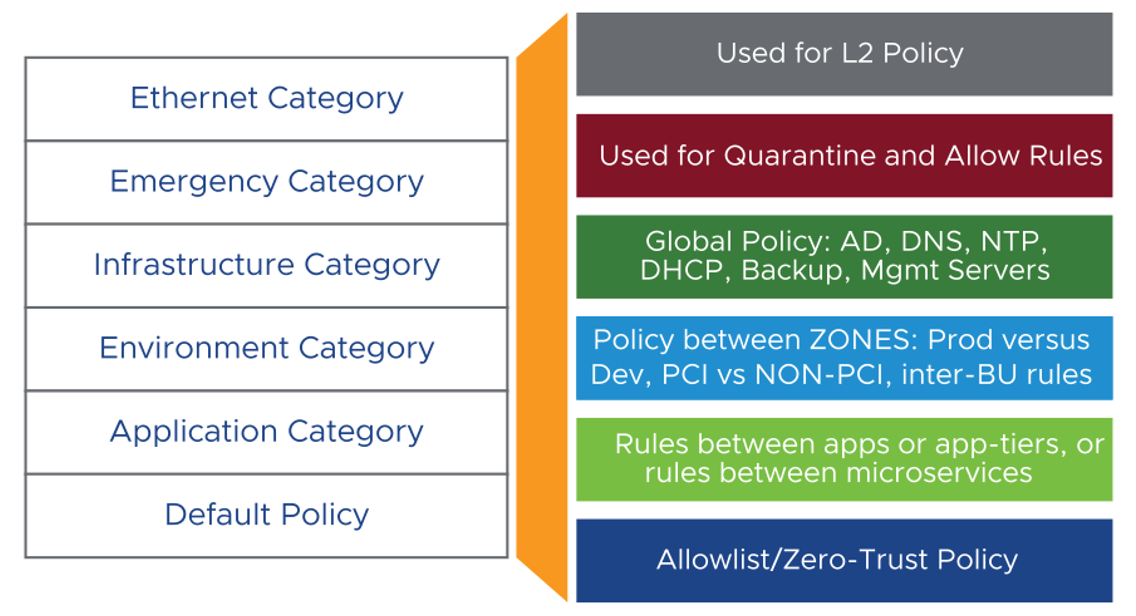 Ethernet Category
Emergency Category
Infrastructure Category
Environment Category
Application Category
Default Policy
Used for L2 Policy
Used for Quarantine and Allow Rules
Global Policy: AD, DNS, NTP,
DHCP, Backup, Mgmt Servers
Policy between ZONES: Prod versus
Dev, PCI vs NON-PCI, inter-BU rules
Rules between apps or app-tiers, or
rules between microservices
Allowlist/Zero-Trust Policy